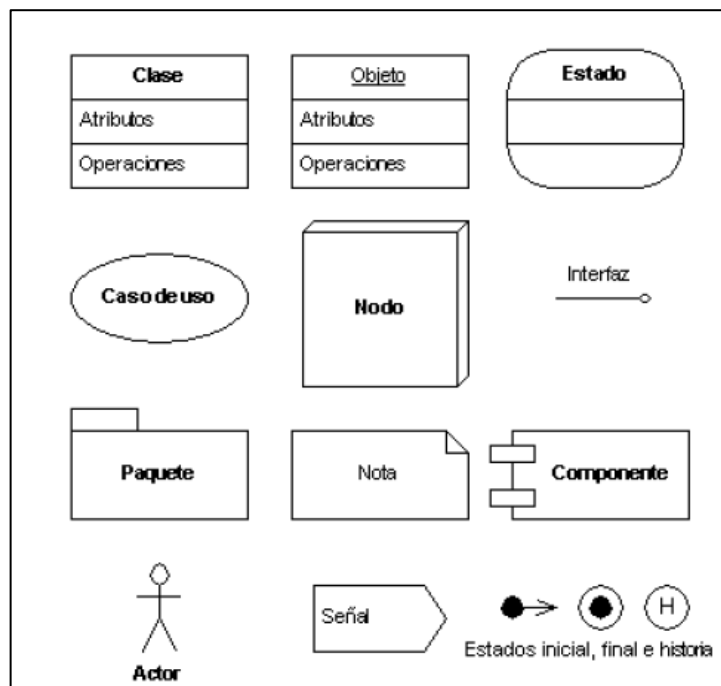 Clase
Atributos
Operaciones
Objeto
Atributos
Operaciones
Estado
Caso de uso
Nodo
Interfaz
Paquete
Nota
Componente
Actor
Señal
H
Estados inicial, final e historia